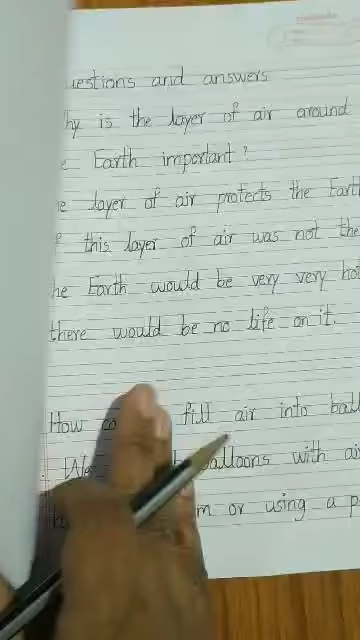 uestions and answers
hy is the layer of air around
e Earth important?
e layer of air protects the Earth
f this layer of air was not the
he Earth would be very very hot
there would be no life on it.
How fill air into ball
We balloons with air
m or using a p